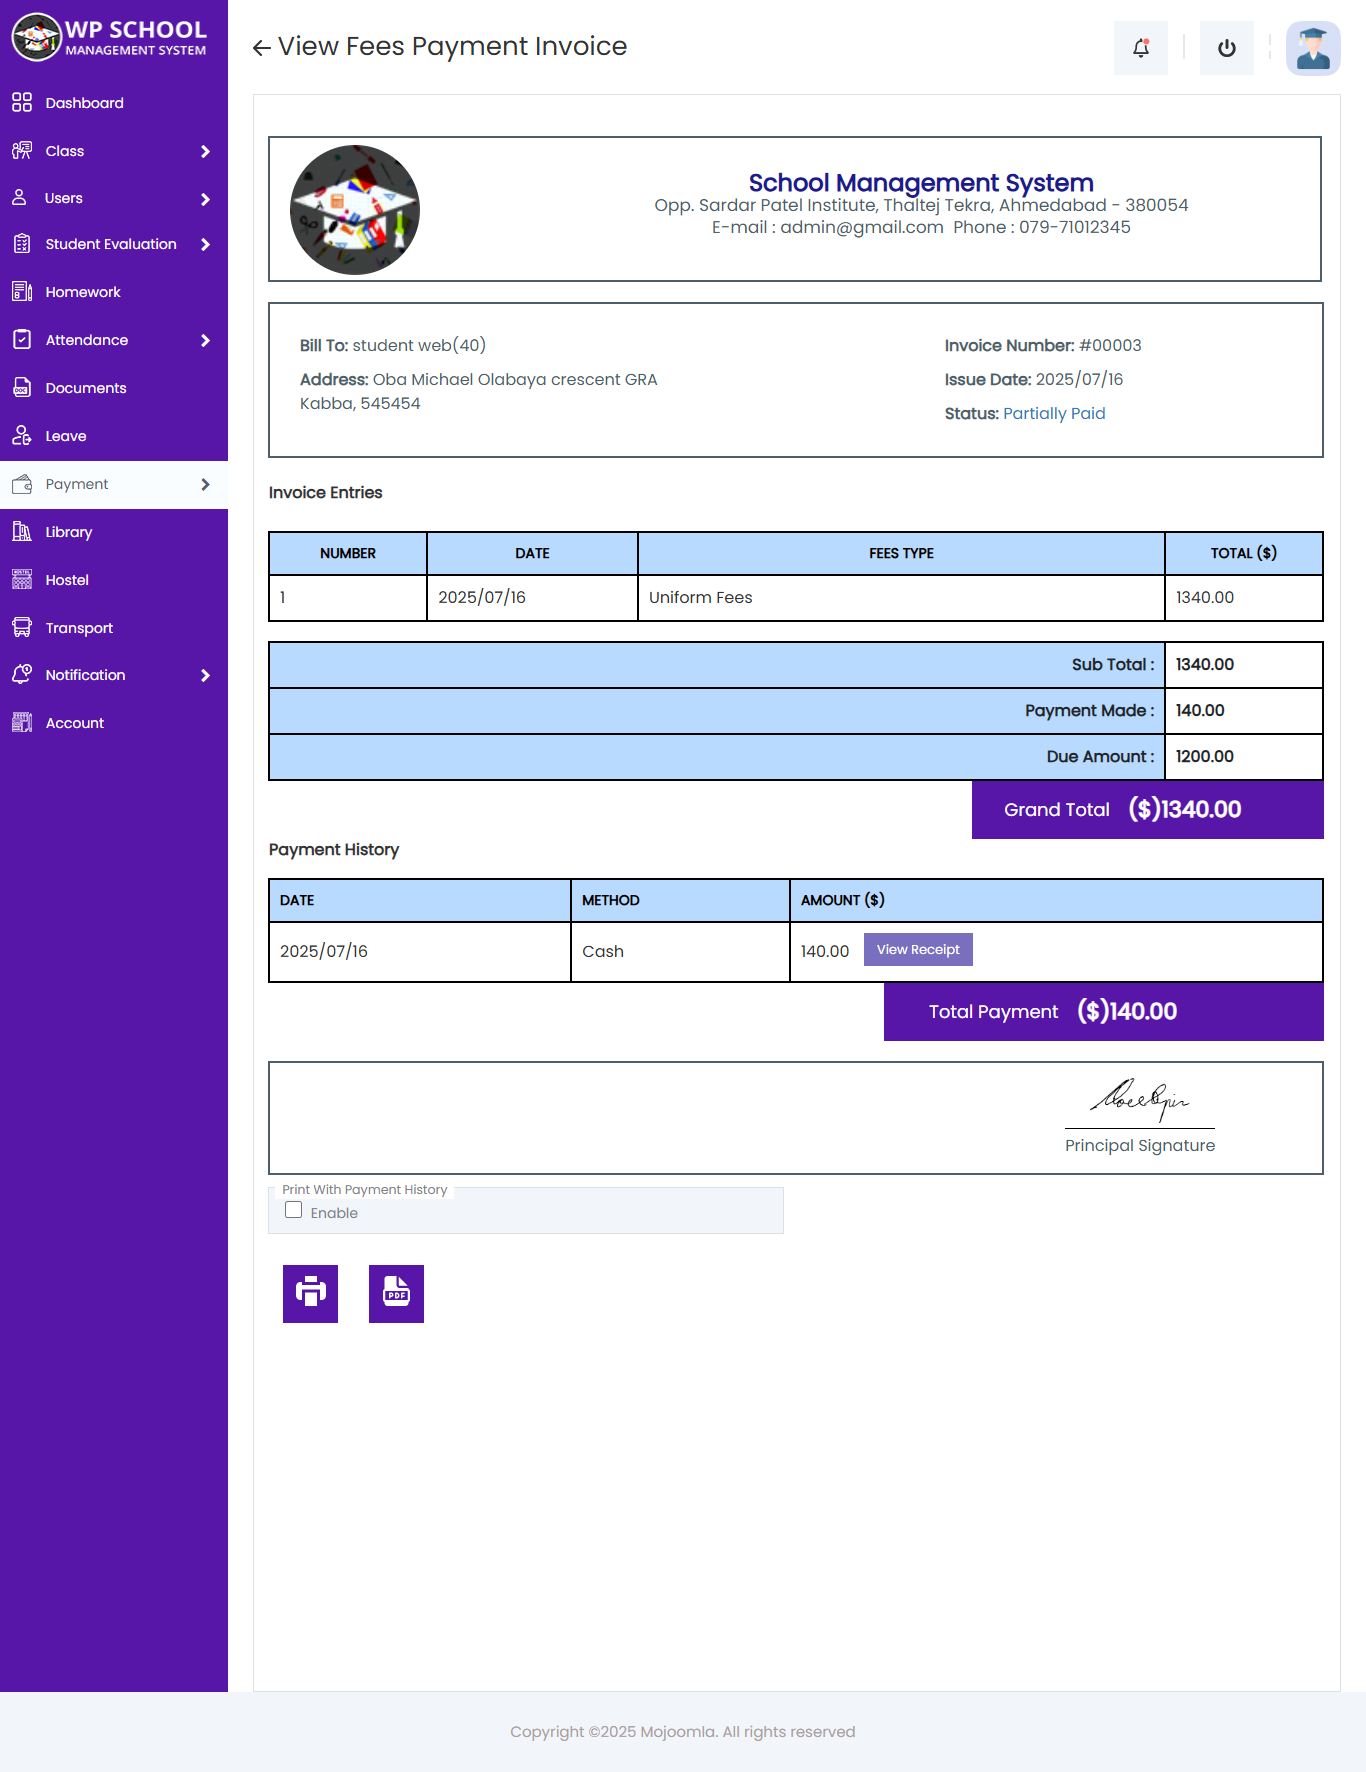 WP SCHOOL
MANAGEMENT SYSTEM
Dashboard
Class
Users
Student Evaluation
Homework
Attendance
Documents
Leave
Payment
Library
Hostel
Transport
Notification
Account
View Fees Payment Invoice
School Management System
Opp. Sardar Patel Institute, Thaltej Tekra, Ahmedabad - 380054
E-mail : admin@gmail.com Phone : 079-71012345
Bill To: student web(40)
Address: Oba Michael Olabaya crescent GRA
Kabba, 545454
Invoice Number: #00003
Issue Date: 2025/07/16
Status: Partially Paid
Invoice Entries
NUMBER DATE FEES TYPE TOTAL ($)
1 2025/07/16 Uniform Fees 1340.00
Sub Total : 1340.00
Payment Made : 140.00
Due Amount : 1200.00
Grand Total ($)1340.00
Payment History
DATE METHOD AMOUNT ($)
2025/07/16 Cash 140.00 View Receipt
Total Payment ($)140.00
Principal Signature
Print With Payment History
Enable
PDF
Copyright ©2025 Mojoomla. All rights reserved